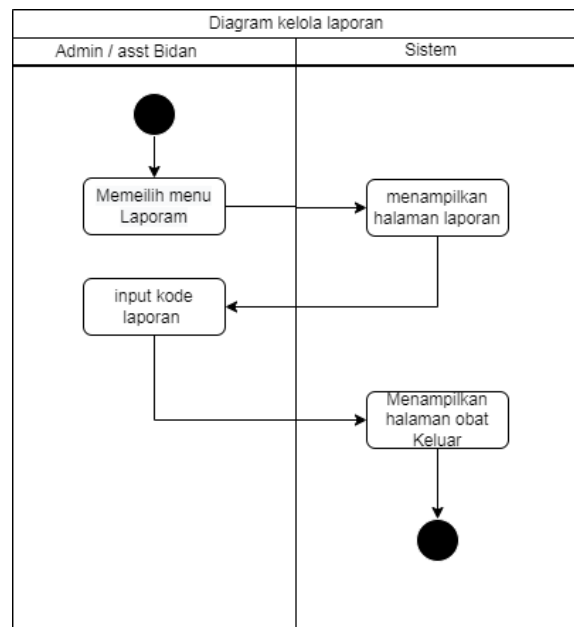 Diagram kelola laporan
Admin / asst Bidan
Sistem
Memeilih menu
Laporam
menampilkan
halaman laporan
input kode
laporan
Menampilkan
halaman obat
Keluar